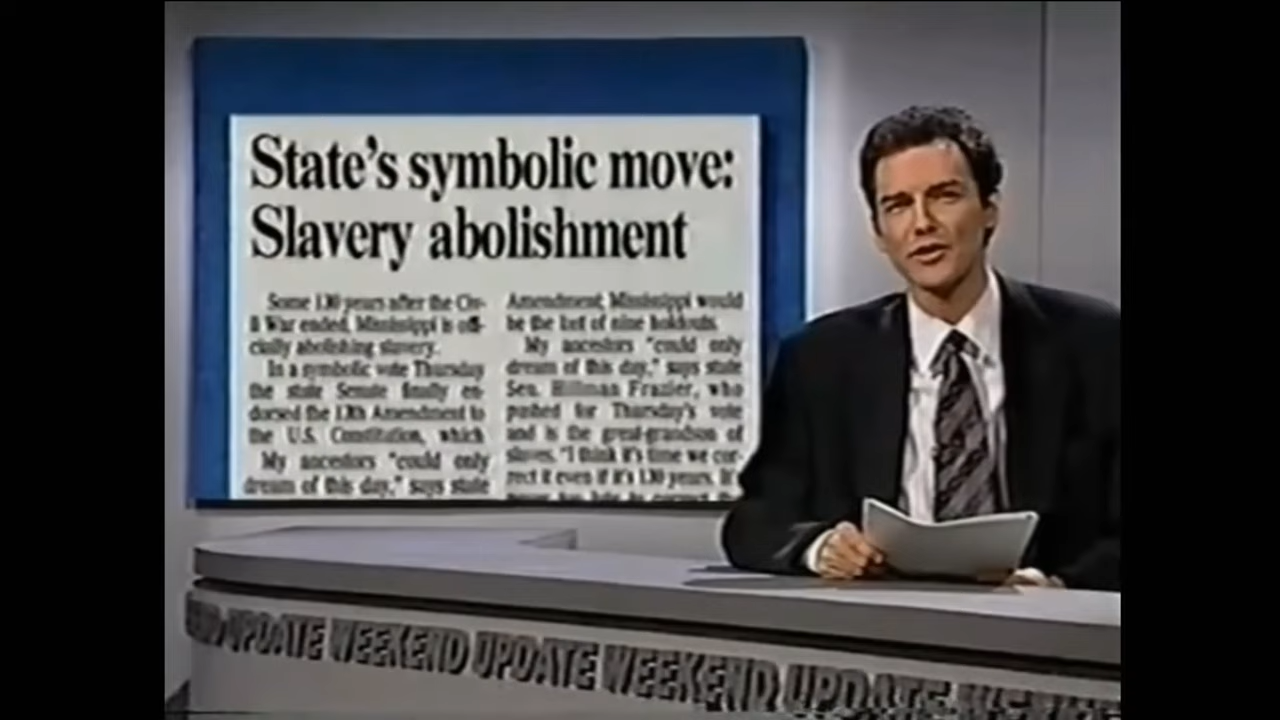 State's symbolic move:
Slavery abolishment
Some 130 years after the Civ-
il War ended, Mississippi is offi-
cially abolishing slavery.
In a symbolic vote Thursday
the state Senate finally en-
dorsed the 13th Amendment to
the U.S. Constitution, which
My ancestors "could only
dream of this day," says state
Amendment; Mississippi would
be the last of nine holdouts.
My ancestors "could only
dream of this day," says state
Sen. Hillman Frazier, who
pushed for Thursday's vote
and is the great-grandson of
slaves. "I think it's time we cor-
rect it even if it's 130 years. It's
UPDATE WEEKEND UPDATE WEEKEND UPDATE